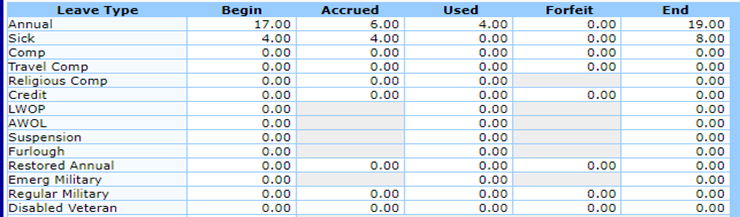 Leave Type Begin Accrued Used Forfeit End
Annual 17.00 6.00 4.00 0.00 19.00
Sick 4.00 4.00 0.00 0.00 8.00
Comp 0.00 0.00 0.00 0.00 0.00
Travel Comp 0.00 0.00 0.00 0.00 0.00
Religious Comp 0.00 0.00 0.00 0.00
Credit 0.00 0.00 0.00 0.00 0.00
LWOP 0.00 0.00 0.00
AWOL 0.00 0.00 0.00
Suspension 0.00 0.00 0.00
Furlough 0.00 0.00 0.00
Restored Annual 0.00 0.00 0.00 0.00 0.00
Emerg Military 0.00 0.00 0.00
Regular Military 0.00 0.00 0.00 0.00 0.00
Disabled Veteran 0.00 0.00 0.00 0.00 0.00